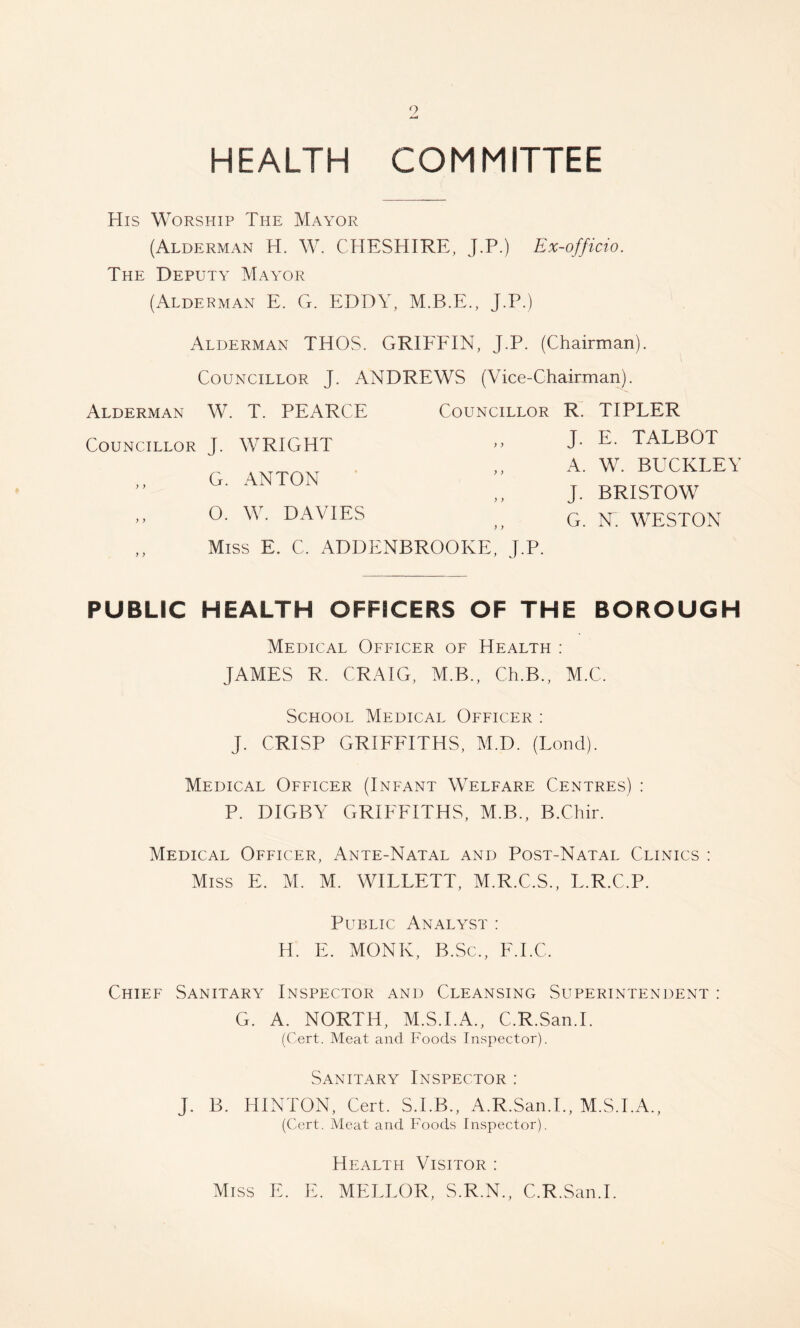 2
HEALTH COMMITTEE
His Worship The Mayor
(Alderman H. W. CHESHIRE, J.P.) Ex-officio.
The Deputy Mayor
(Alderman E. G. EDDY, M.B.E., J.P.)
Alderman THOS. GRIFFIN, J.P. (Chairman).
Councillor J. ANDREWS (Vice-Chairman).
Alderman W. T. PEARCE
Councillor J. WRIGHT
,, G. ANTON
,, O. W. DAVIES
,, Miss E. C. ADDENBROOKE, J.P.
Councillor R. TIPLER
,, J. E. TALBOT
,, A. W. BUCKLEY
,, J. BRISTOW
,, G. N. WESTON
PUBLIC HEALTH OFFICERS OF THE BOROUGH
Medical Officer of Health :
JAMES R. CRAIG, M.B., Ch.B., M.C.
School Medical Officer :
J. CRISP GRIFFITHS, M.D. (Lond).
Medical Officer (Infant Welfare Centres) :
P. DIGBY GRIFFITHS, M.B., B.Chir.
Medical Officer, Ante-Natal and Post-Natal Clinics :
Miss E. M. M. WILLETT, M.R.C.S., L.R.C.P.
Public Analyst :
H. E. MONK, B.Sc., F.I.C.
Chief Sanitary Inspector and Cleansing Superintendent :
G. A. NORTH, M.S.I.A., C.R.San.I.
(Cert. Meat and Foods Inspector).
Sanitary Inspector :
J. B. HINTON, Cert. S.I.B., A.R.San.I., M.S.I.A.,
(Cert. Meat and Foods Inspector).
Health Visitor :
Miss E. E. MELLOR, S.R.N., C.R.San.I.